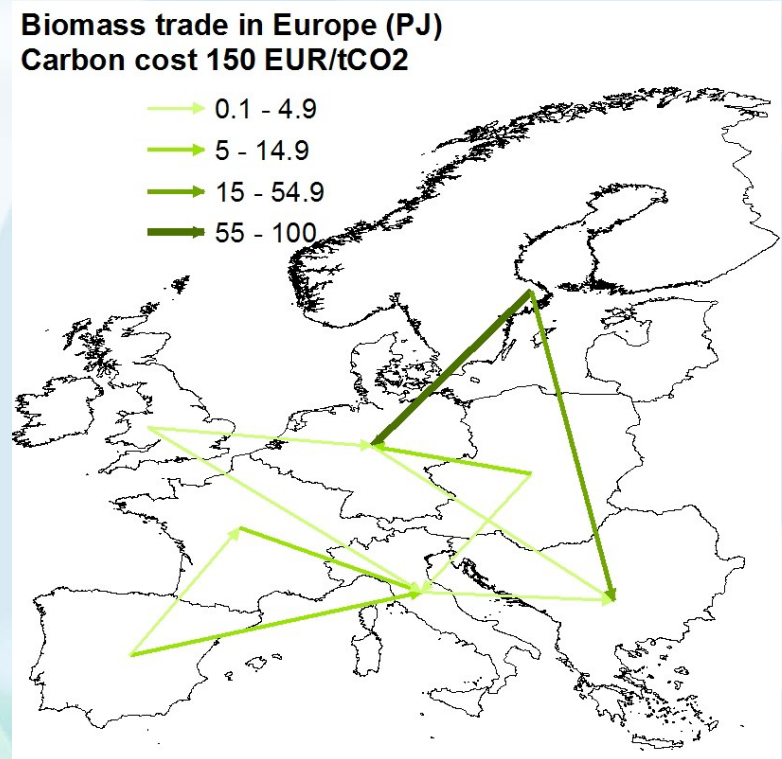 Biomass trade in Europe (PJ)
Carbon cost 150 EUR/tCO2
0.1 - 4.9
5 - 14.9
15 - 54.9
55 - 100